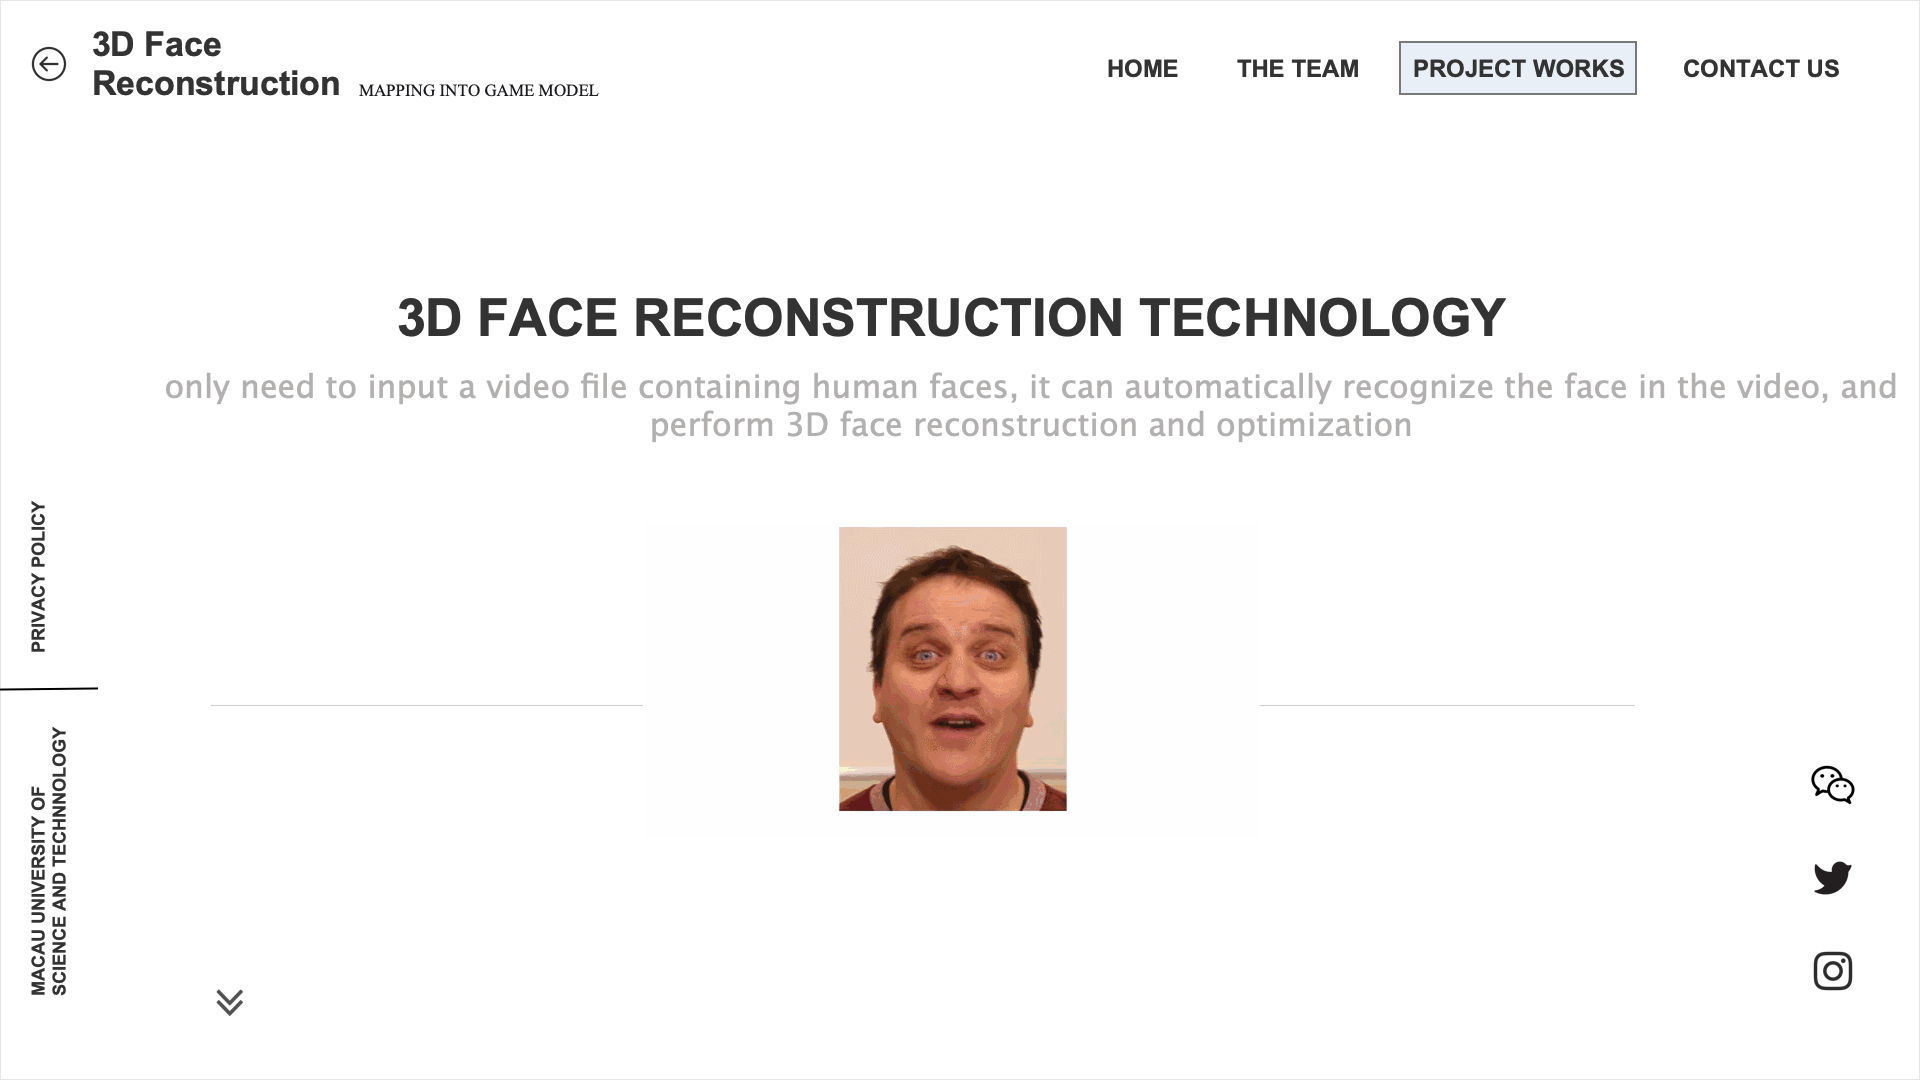 3D Face
Reconstruction
MAPPING INTO GAME MODEL
HOME
THE TEAM
PROJECT WORKS
CONTACT US
3D FACE RECONSTRUCTION TECHNOLOGY
only need to input a video file containing human faces, it can automatically recognize the face in the video, and
perform 3D face reconstruction and optimization
PRIVACY POLICY
MACAU UNIVERSITY OF
SCIENCE AND TECHNNOLOGY